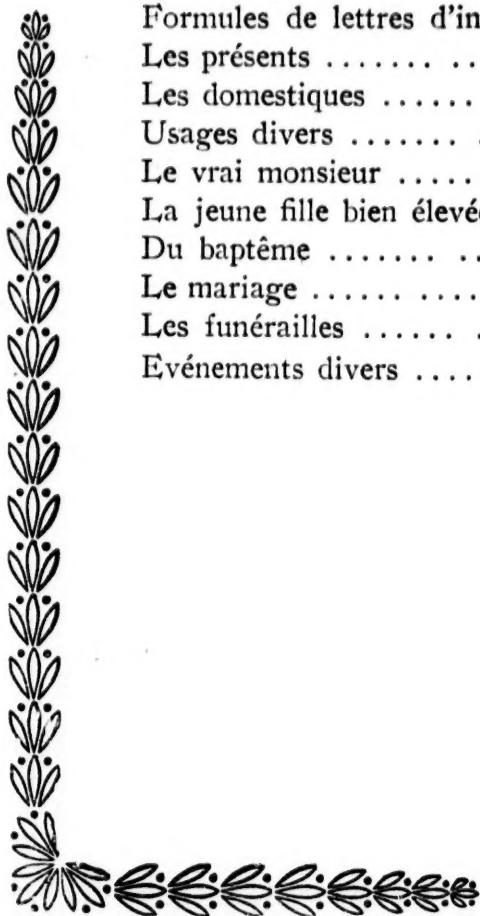 Formules de lettres d'in
Les présents ....... ..
Les domestiques ......
Usages divers ....... .
Le vrai monsieur .....
La jeune fille bien élevé
Du baptême ....... ..
Le mariage ...... ....
Les funérailles ...... .
Evénements divers ....